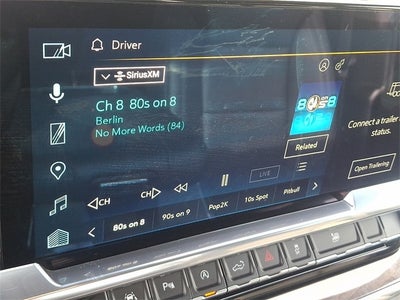 Driver
SiriusXM
Ch 8 80s on 8
Berlin
No More Words (84)
Connect a trailer
status.
Related
Open Trailering
CH
CH
LIVE
80s on 8
90s on 9
Pop2K
10s Spot
Pitbull